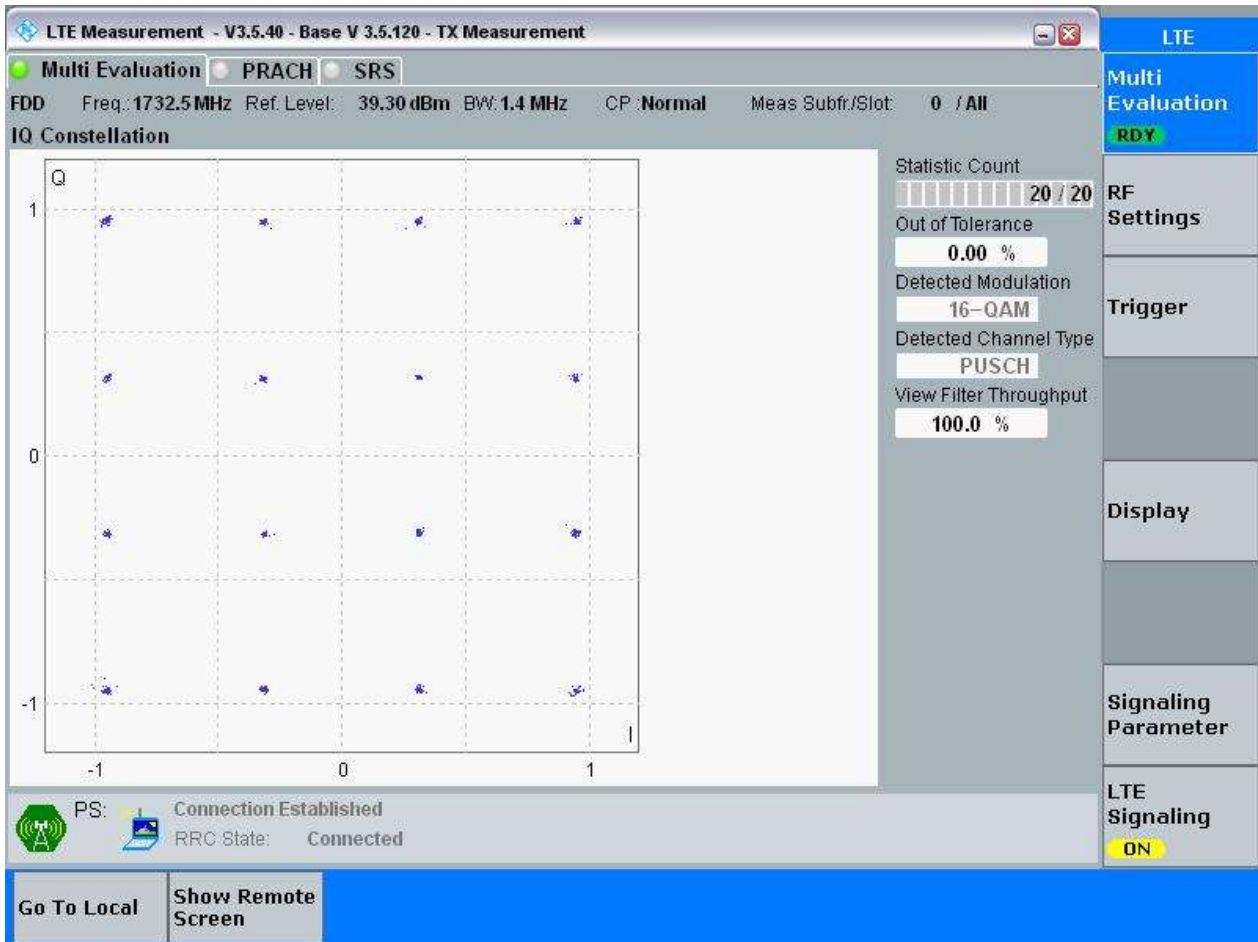 LTE Measurement - V3.5.40 - Base V 3.5.120 - TX Measurement
LTE
Multi Evaluation PRACH SRS
Multi
Evaluation
RDY
FDD Freq.: 1732.5 MHz Ref. Level: 39.30 dBm BW: 1.4 MHz CP : Normal Meas Subfr./Slot: 0 / All
IQ Constellation
Q
1
0
-1
-1
0
1
I
Statistic Count
20 / 20
Out of Tolerance
0.00 %
Detected Modulation
16-QAM
Detected Channel Type
PUSCH
View Filter Throughput
100.0 %
RF
Settings
Trigger
Display
Signaling
Parameter
LTE
Signaling
ON
PS: Connection Established
RRC State: Connected
Go To Local
Show Remote
Screen